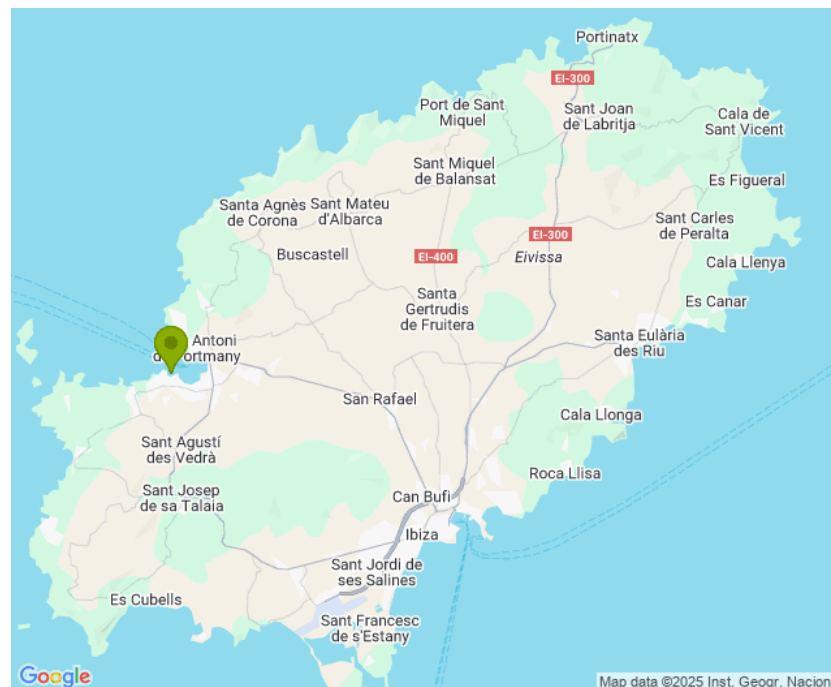 Portinatx
EI-300
Port de Sant
Miquel
Sant Joan
de Labritja
Cala de
Sant Vicent
Sant Miquel
de Balansat
Es Figueral
Santa Agnès
de Corona
Sant Mateu
d'Albarca
Sant Carles
de Peralta
EI-300
Buscastell
EI-400
Eivissa
Cala Llenya
Santa
Gertrudis
de Fruitera
Es Canar
Antoni
Portmany
Santa Eulària
des Riu
San Rafael
Cala Llonga
Sant Agustí
des Vedrà
Roca Llisa
Sant Josep
de sa Talaia
Can Bufi
Ibiza
Sant Jordi de
ses Salines
Es Cubells
Sant Francesc
de s'Estany
Google
Map data ©2025 Inst. Geogr. Nacion